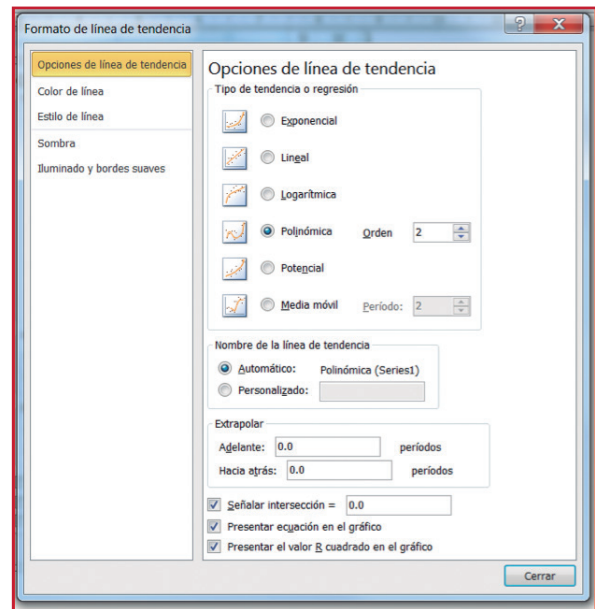 Formato de línea de tendencia
Opciones de línea de tendencia
Color de línea
Estilo de línea
Sombra
Iluminado y bordes suaves
Opciones de línea de tendencia
Tipo de tendencia o regresión
Exponencial
Lineal
Logarítmica
Polinómica Orden 2
Potencial
Media móvil Período: 2
Nombre de la línea de tendencia
Automático: Polinómica (Series1)
Personalizado:
Extrapolar
Adelante: 0.0 períodos
Hacia atrás: 0.0 períodos
Señalar intersección = 0.0
Presentar ecuación en el gráfico
Presentar el valor R cuadrado en el gráfico
Cerrar